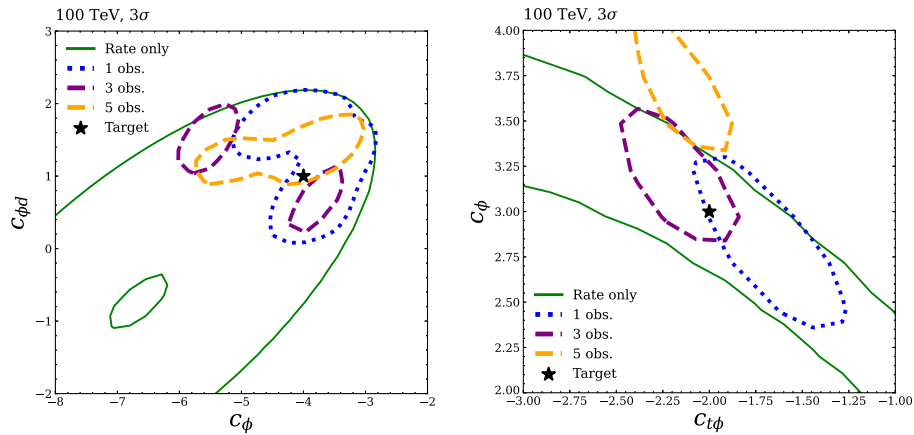 100 TeV, 3σ
3
2
1
0
−1
−2
c_ϕd
Rate only
1 obs.
3 obs.
5 obs.
Target
−8 −7 −6 −5 −4 −3 −2
c_ϕ
100 TeV, 3σ
4.00
3.75
3.50
3.25
3.00
2.75
2.50
2.25
2.00
c_ϕ
Rate only
1 obs.
3 obs.
5 obs.
Target
−3.00 −2.75 −2.50 −2.25 −2.00 −1.75 −1.50 −1.25 −1.00
c_tϕ